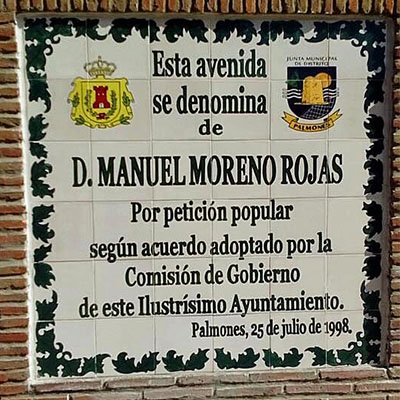 Esta avenida
se denomina
de
D. MANUEL MORENO ROJAS
Por petición popular
según acuerdo adoptado por la
Comisión de Gobierno
de este Ilustrísimo Ayuntamiento.
Palmones, 25 de julio de 1998.
JUNTA MUNICIPAL
DE DISTRITO
PALMONES